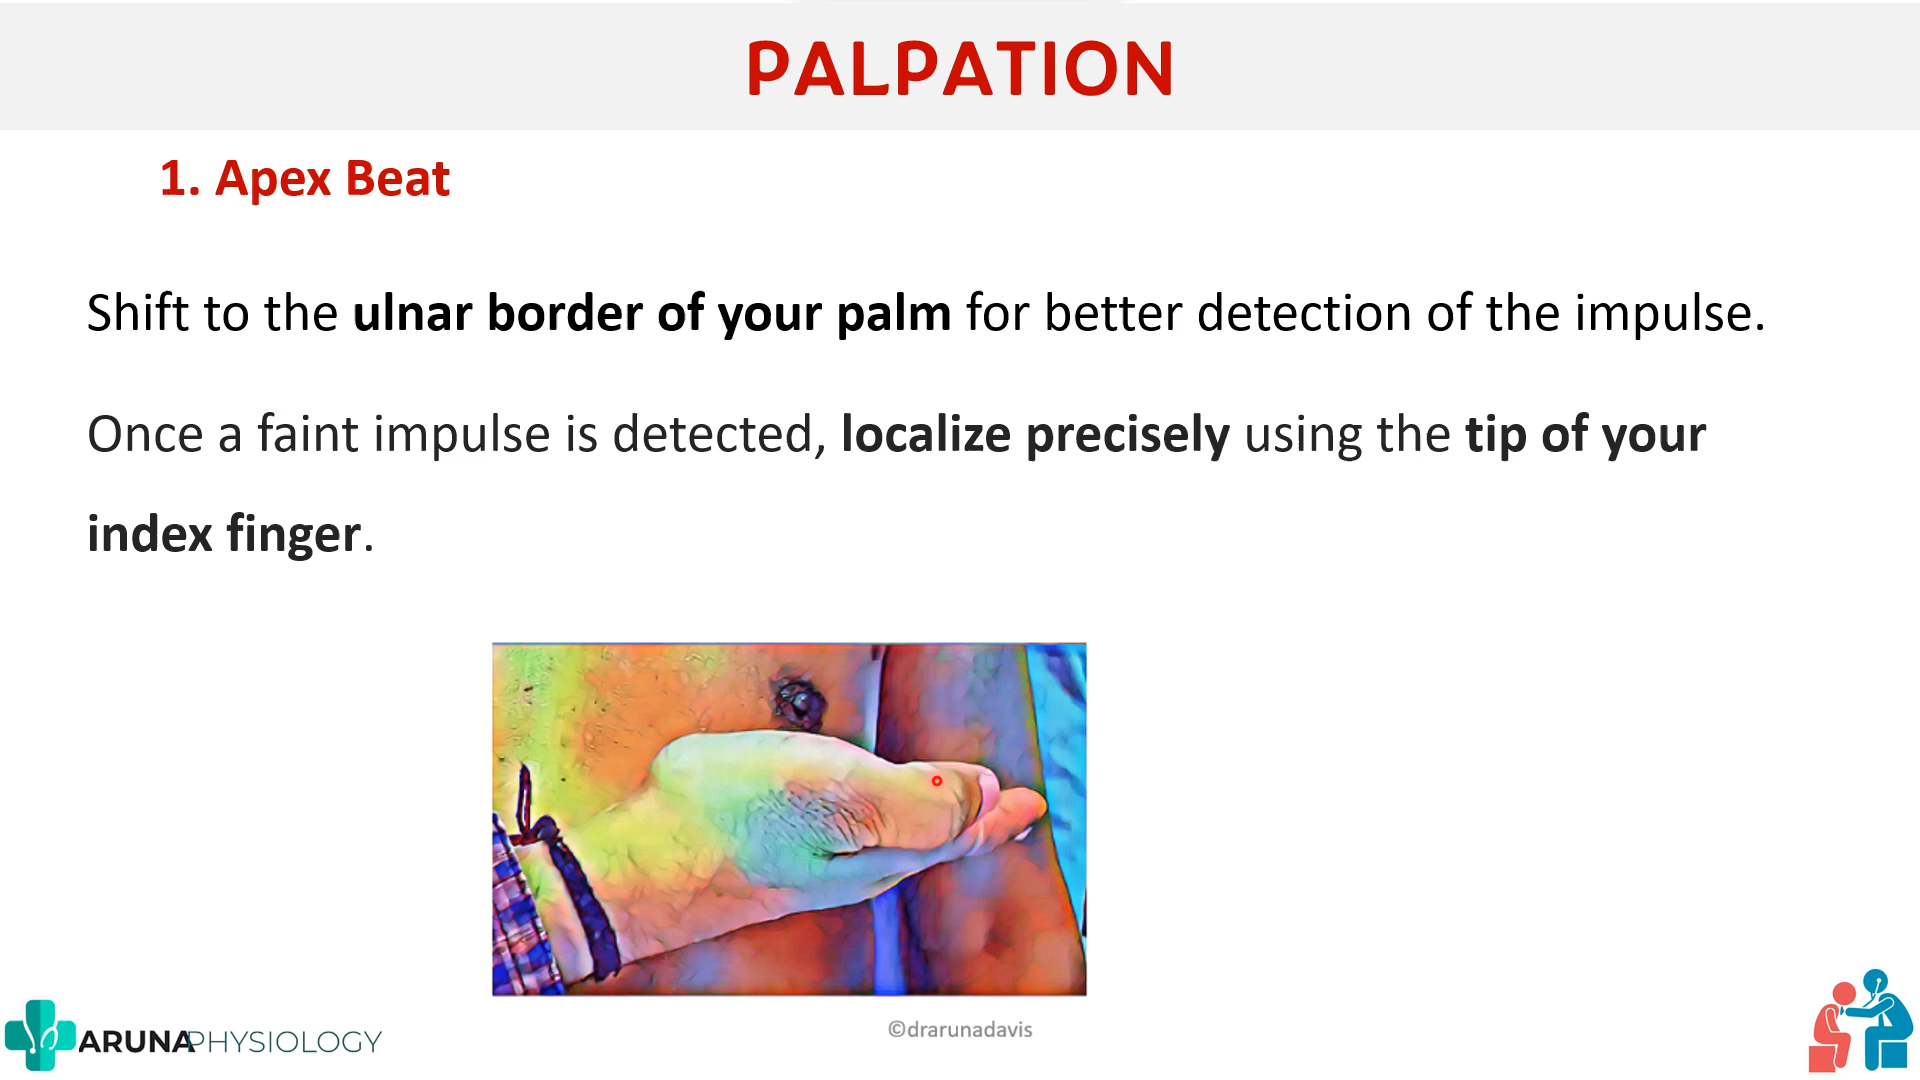 PALPATION
1. Apex Beat
Shift to the ulnar border of your palm for better detection of the impulse.
Once a faint impulse is detected, localize precisely using the tip of your
index finger.
ARUNAPHYSIOLOGY
©drarunadavis